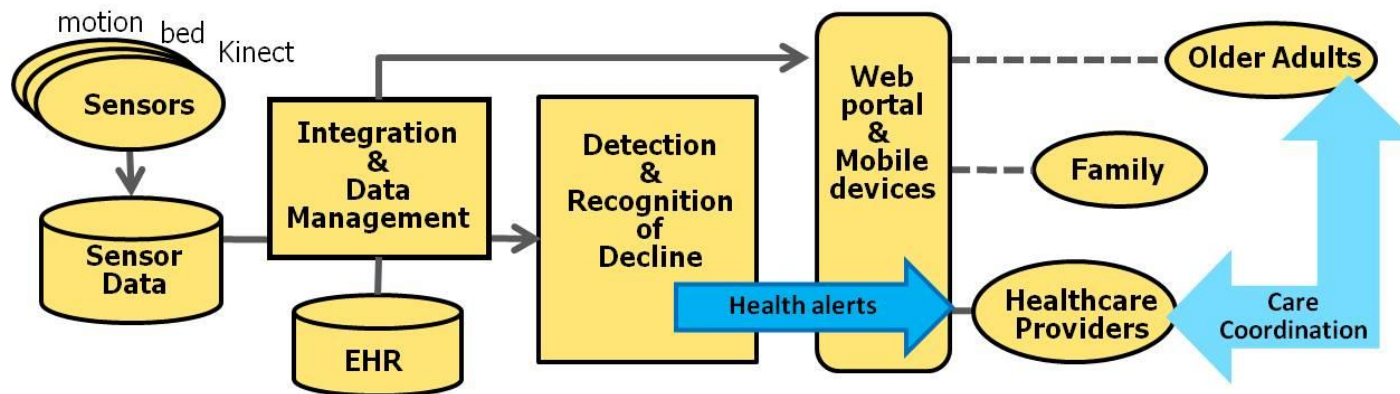 motion
bed
Kinect
Sensors
Sensor
Data
Integration
&
Data
Management
EHR
Detection
&
Recognition
of
Decline
Health alerts
Web
portal
&
Mobile
devices
Older Adults
Family
Healthcare
Providers
Care
Coordination